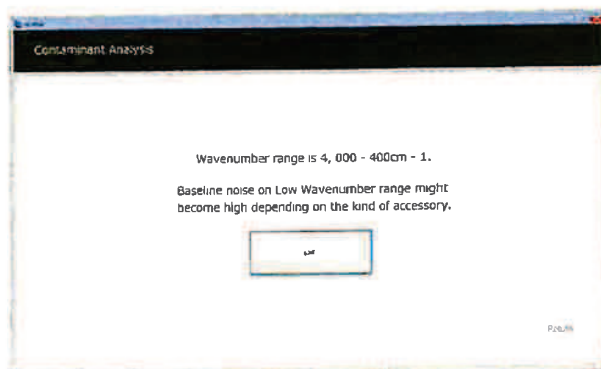 Contaminant Analysis
Wavenumber range is 4, 000 - 400cm - 1.
Baseline noise on Low Wavenumber range might
become high depending on the kind of accessory.